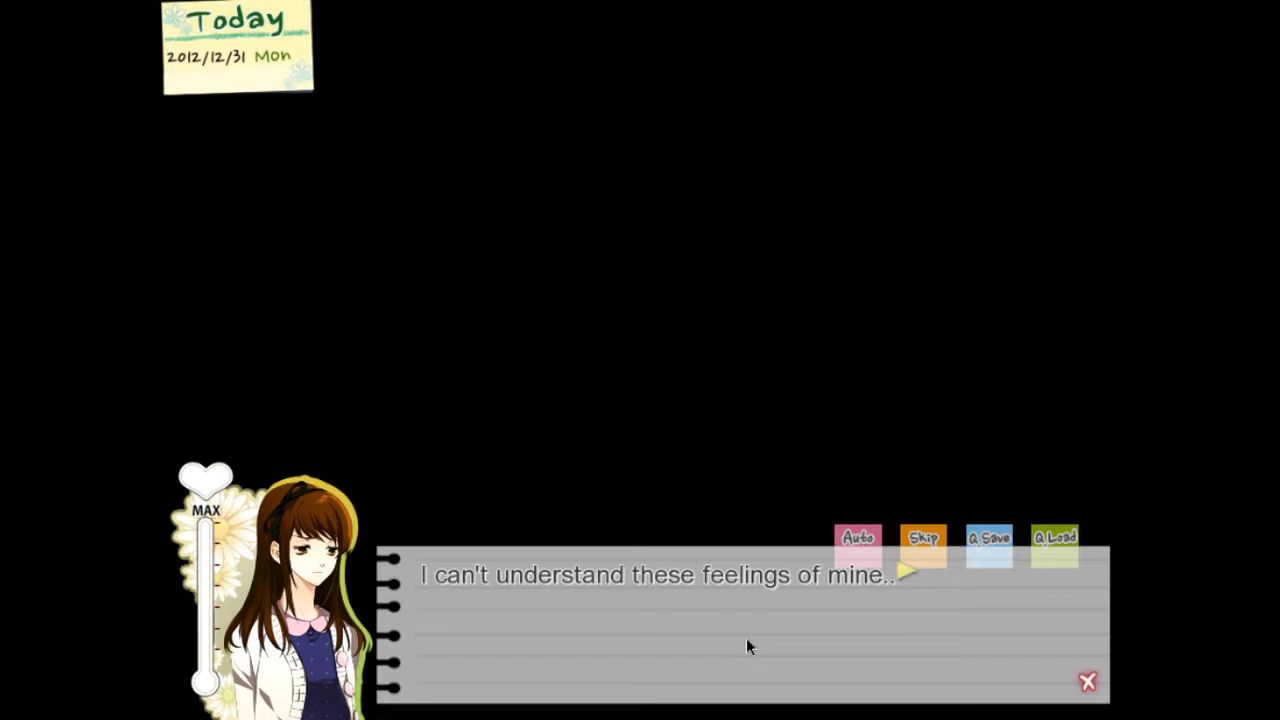 Today
2012/12/31 Mon
MAX
Auto Skip Q.Save Q.Load
I can't understand these feelings of mine..